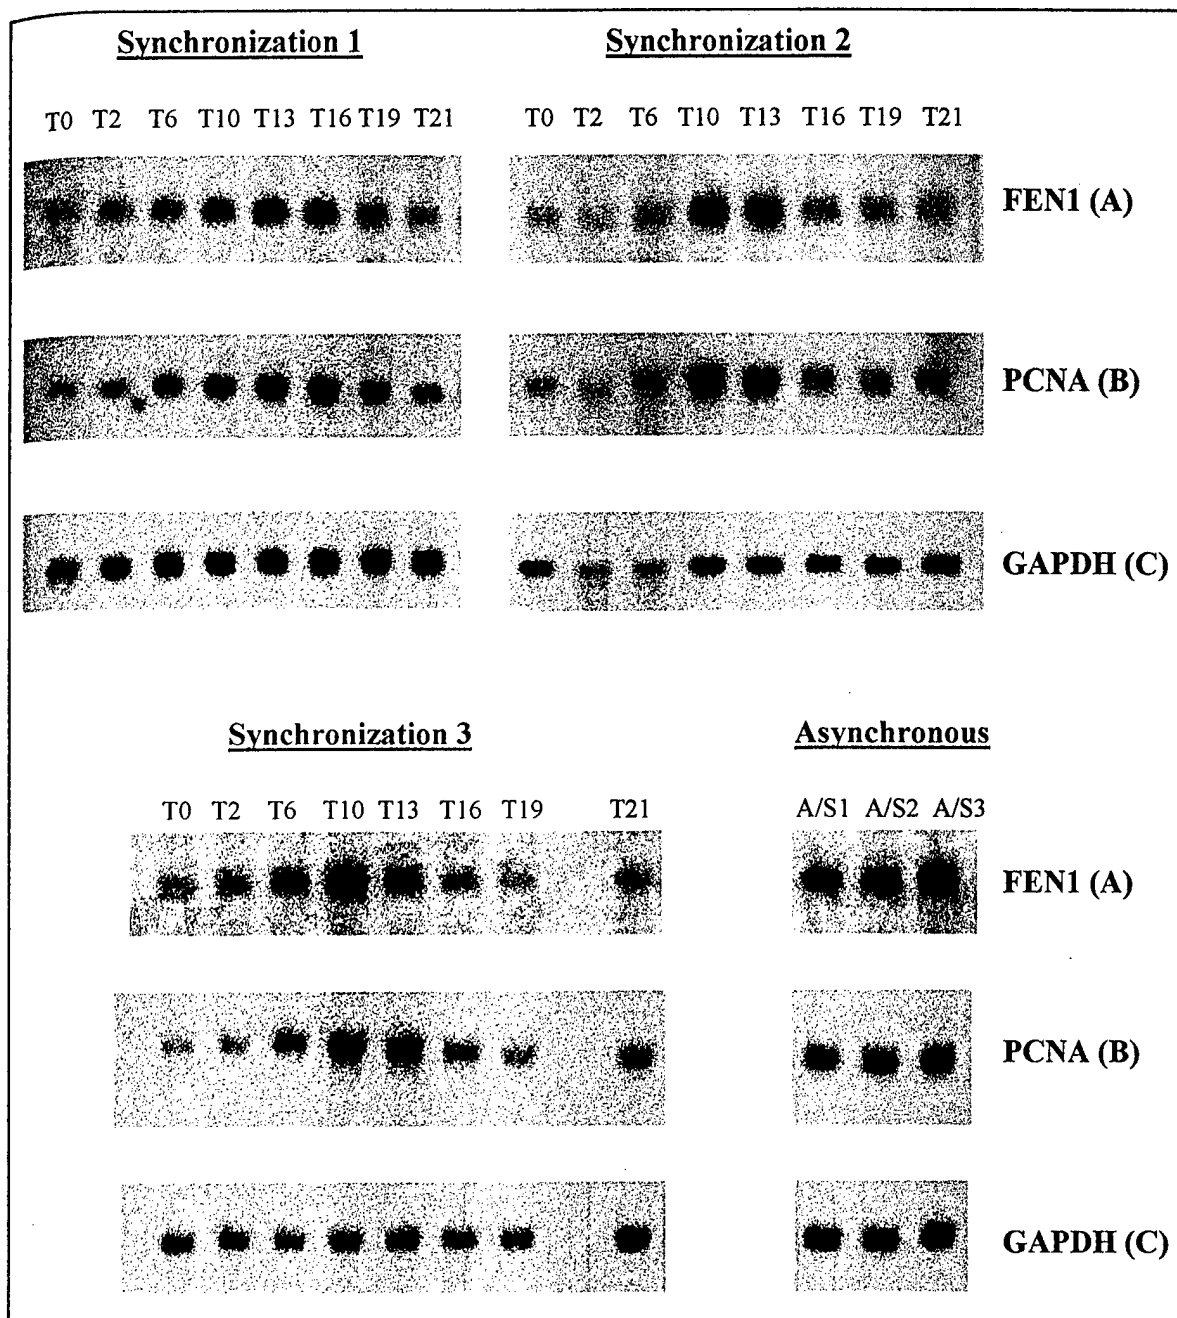 Synchronization 1
Synchronization 2
T0 T2 T6 T10 T13 T16 T19 T21
T0 T2 T6 T10 T13 T16 T19 T21
FEN1 (A)
PCNA (B)
GAPDH (C)
Synchronization 3
Asynchronous
T0 T2 T6 T10 T13 T16 T19 T21
A/S1 A/S2 A/S3
FEN1 (A)
PCNA (B)
GAPDH (C)